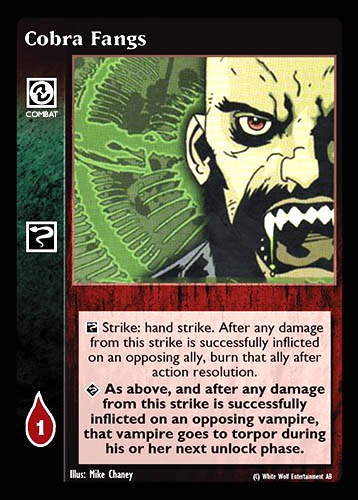 Cobra Fangs
COMBAT
Strike: hand strike. After any damage
from this strike is successfully inflicted
on an opposing ally, burn that ally after
action resolution.
As above, and after any damage
from this strike is successfully
inflicted on an opposing vampire,
that vampire goes to torpor during
his or her next unlock phase.
1
Illus: Mike Chaney
(C) White Wolf Entertainment AB